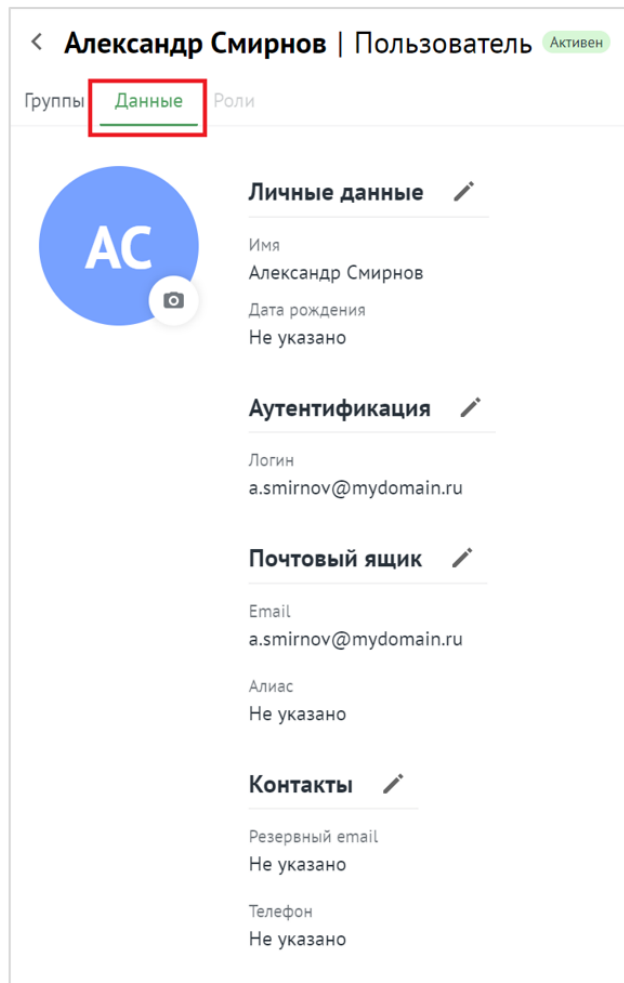 Александр Смирнов | Пользователь Активен
Группы Данные Роли
АС
Личные данные
Имя
Александр Смирнов
Дата рождения
Не указано
Аутентификация
Логин
a.smirnov@mydomain.ru
Почтовый ящик
Email
a.smirnov@mydomain.ru
Алиас
Не указано
Контакты
Резервный email
Не указано
Телефон
Не указано